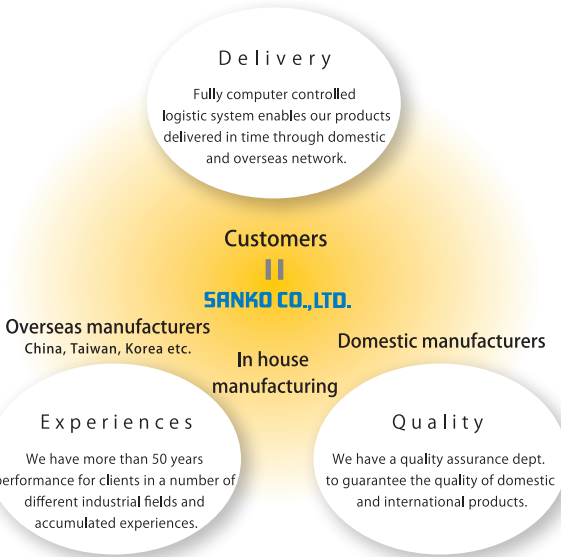 Delivery
Fully computer controlled
logistic system enables our products
delivered in time through domestic
and overseas network.
Customers
SANKO CO.,LTD.
Overseas manufacturers
China, Taiwan, Korea etc.
In house
manufacturing
Domestic manufacturers
Experiences
We have more than 50 years
performance for clients in a number of
different industrial fields and
accumulated experiences.
Quality
We have a quality assurance dept.
to guarantee the quality of domestic
and international products.